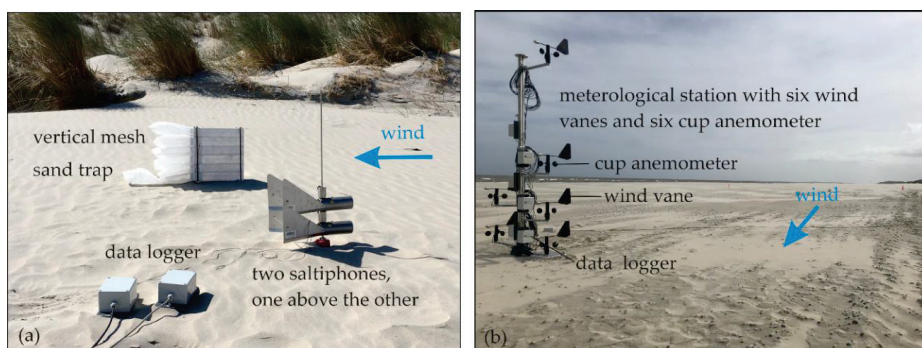 vertical mesh
sand trap
wind
data logger
two saltiphones,
one above the other
(a)
meterological station with six wind
vanes and six cup anemometer
cup anemometer
wind vane
wind
data logger
(b)